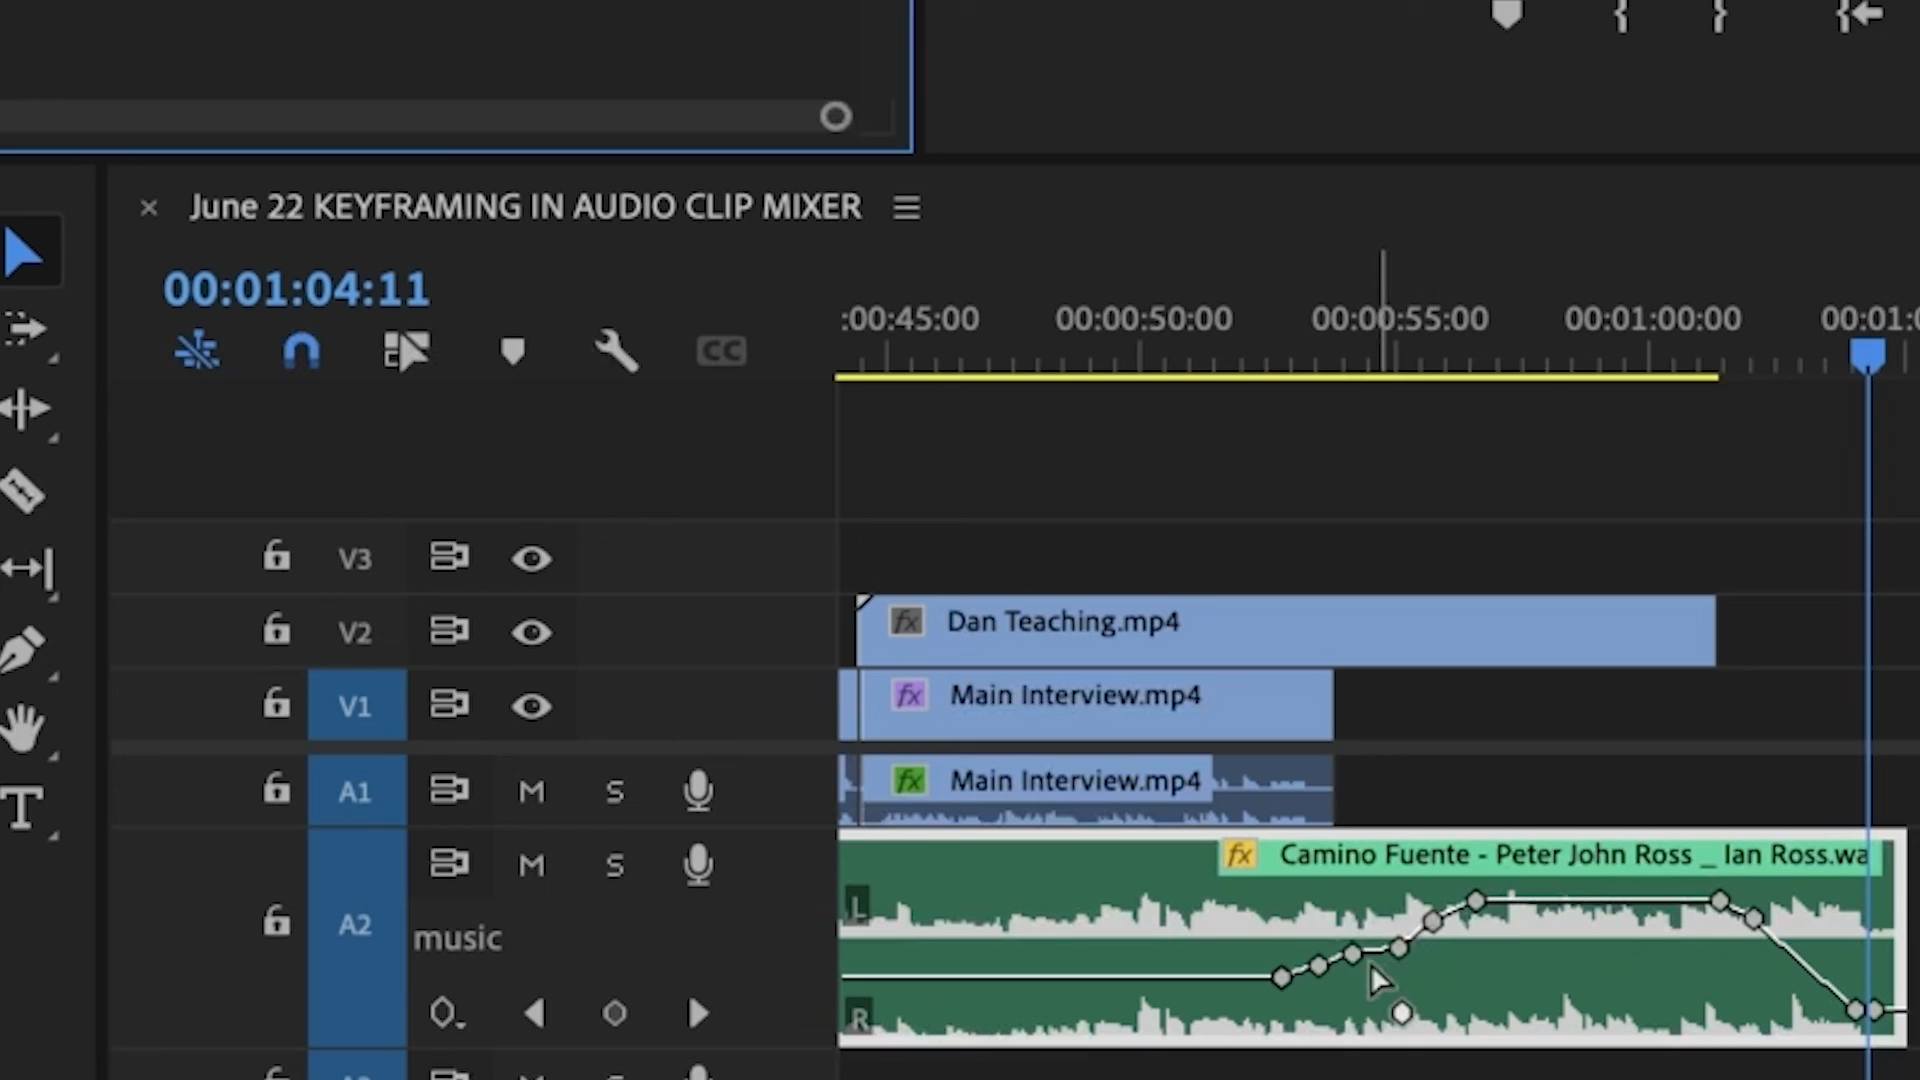 June 22 KEYFRAMING IN AUDIO CLIP MIXER
00:01:04:11
:00:45:00 00:00:50:00 00:00:55:00 00:01:00:00 00:01:0
CC
V3
V2 fx Dan Teaching.mp4
V1 fx Main Interview.mp4
A1 M S fx Main Interview.mp4
M S fx Camino Fuente - Peter John Ross _ Ian Ross.wa
L
A2 music
R